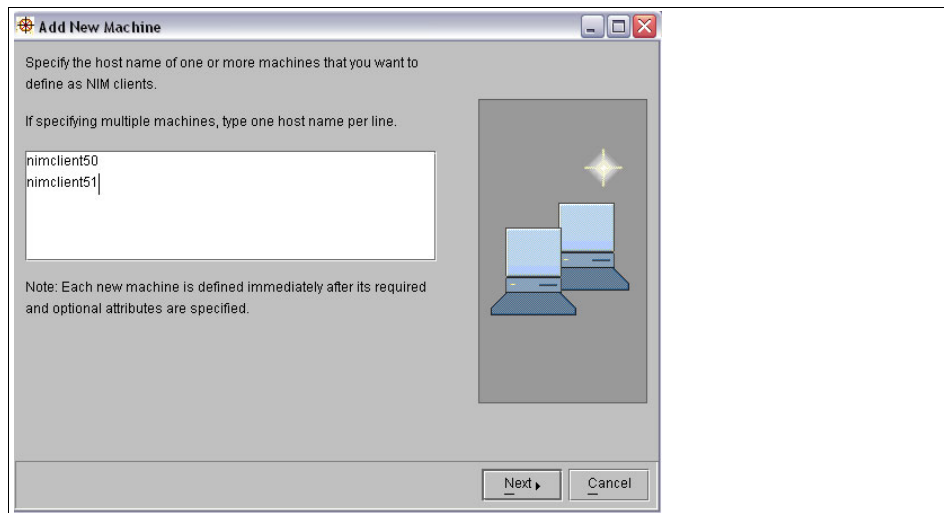 Add New Machine
Specify the host name of one or more machines that you want to
define as NIM clients.
If specifying multiple machines, type one host name per line.
nimclient50
nimclient51
Note: Each new machine is defined immediately after its required
and optional attributes are specified.
Next
Cancel